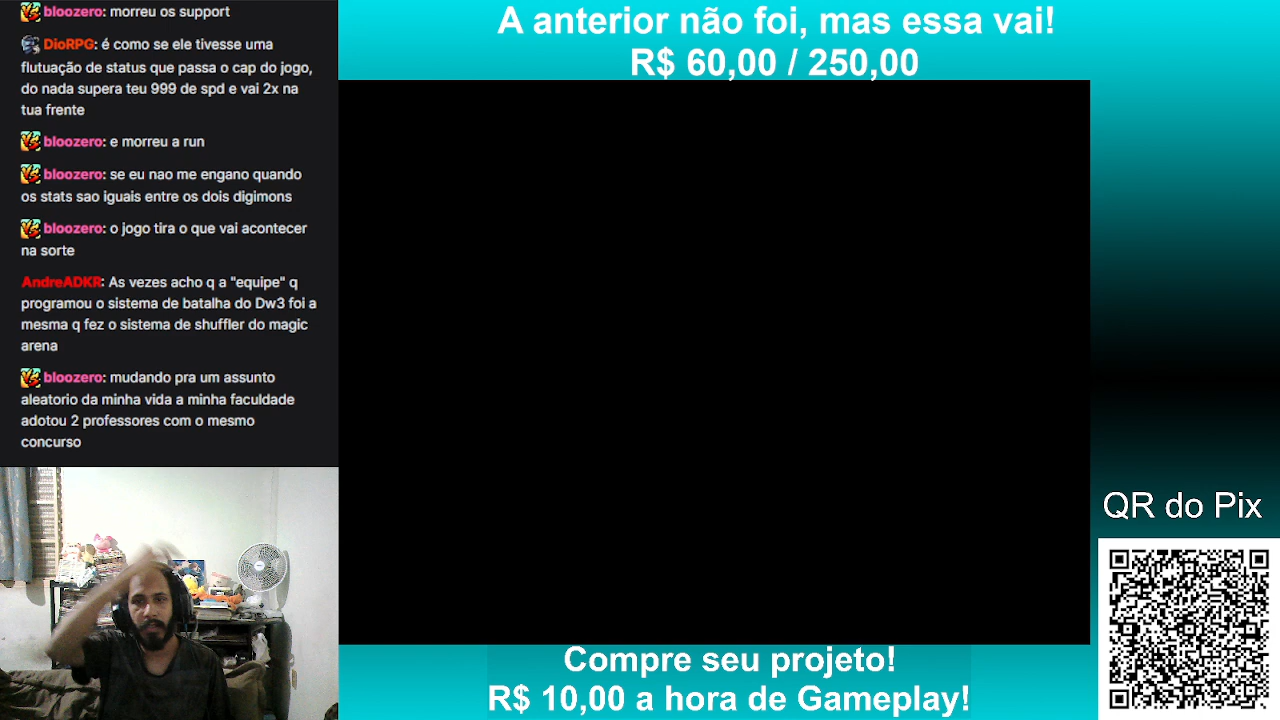 bloozero: morreu os support
DioRPG: é como se ele tivesse uma
flutuação de status que passa o cap do jogo,
do nada supera teu 999 de spd e vai 2x na
tua frente
bloozero: e morreu a run
bloozero: se eu nao me engano quando
os stats sao iguais entre os dois digimons
bloozero: o jogo tira o que vai acontecer
na sorte
AndreADKR: As vezes acho q a "equipe" q
programou o sistema de batalha do Dw3 foi a
mesma q fez o sistema de shuffler do magic
arena
bloozero: mudando pra um assunto
aleatorio da minha vida a minha faculdade
adotou 2 professores com o mesmo
concurso
A anterior não foi, mas essa vai!
R$ 60,00 / 250,00
QR do Pix
Compre seu projeto!
R$ 10,00 a hora de Gameplay!